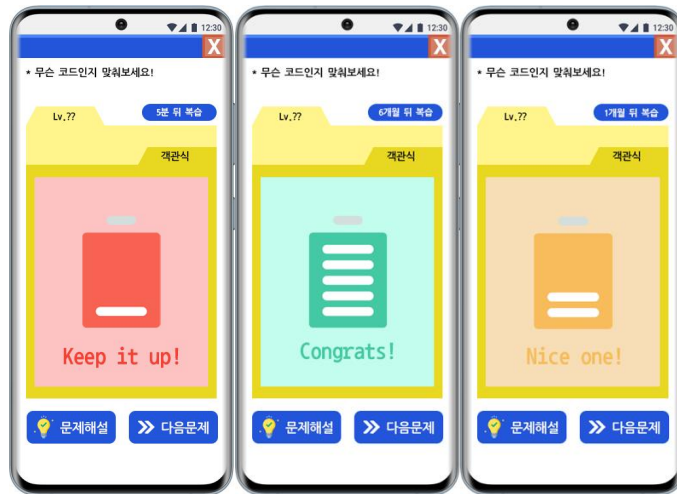 12:30
X
* 무슨 코드인지 맞춰보세요!
5분 뒤 복습
Lv.??
객관식
Keep it up!
문제해설
다음문제
12:30
X
* 무슨 코드인지 맞춰보세요!
6개월 뒤 복습
Lv.??
객관식
Congrats!
문제해설
다음문제
12:30
X
* 무슨 코드인지 맞춰보세요!
1개월 뒤 복습
Lv.??
객관식
Nice one!
문제해설
다음문제